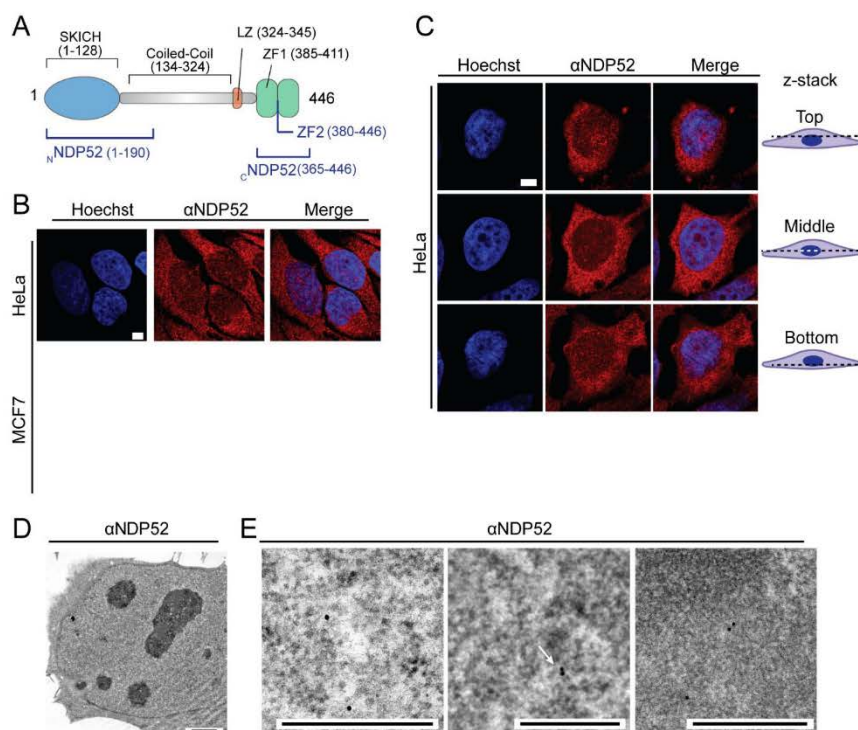 A
SKICH
(1-128)
Coiled-Coil
(134-324)
LZ (324-345)
ZF1 (385-411)
1
446
ZF2 (380-446)
NNDP52 (1-190)
CNDP52(365-446)
B
Hoechst αNDP52 Merge
HeLa
MCF7
C
Hoechst αNDP52 Merge z-stack
HeLa
Top
Middle
Bottom
D
αNDP52
E
αNDP52